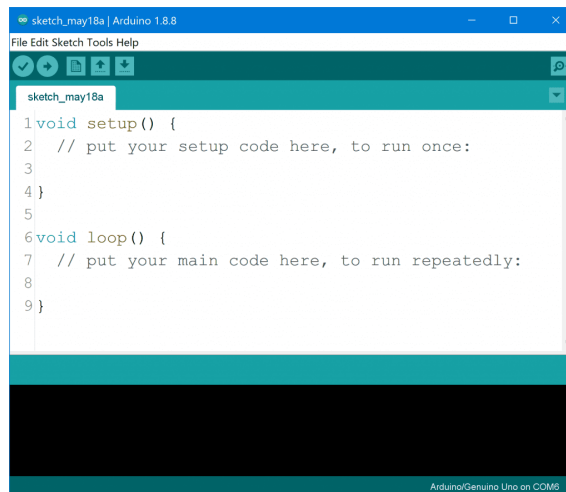 sketch_may18a | Arduino 1.8.8
File Edit Sketch Tools Help
sketch_may18a
1 void setup() {
2   // put your setup code here, to run once:
3
4 }
5
6 void loop() {
7   // put your main code here, to run repeatedly:
8
9 }
Arduino/Genuino Uno on COM6